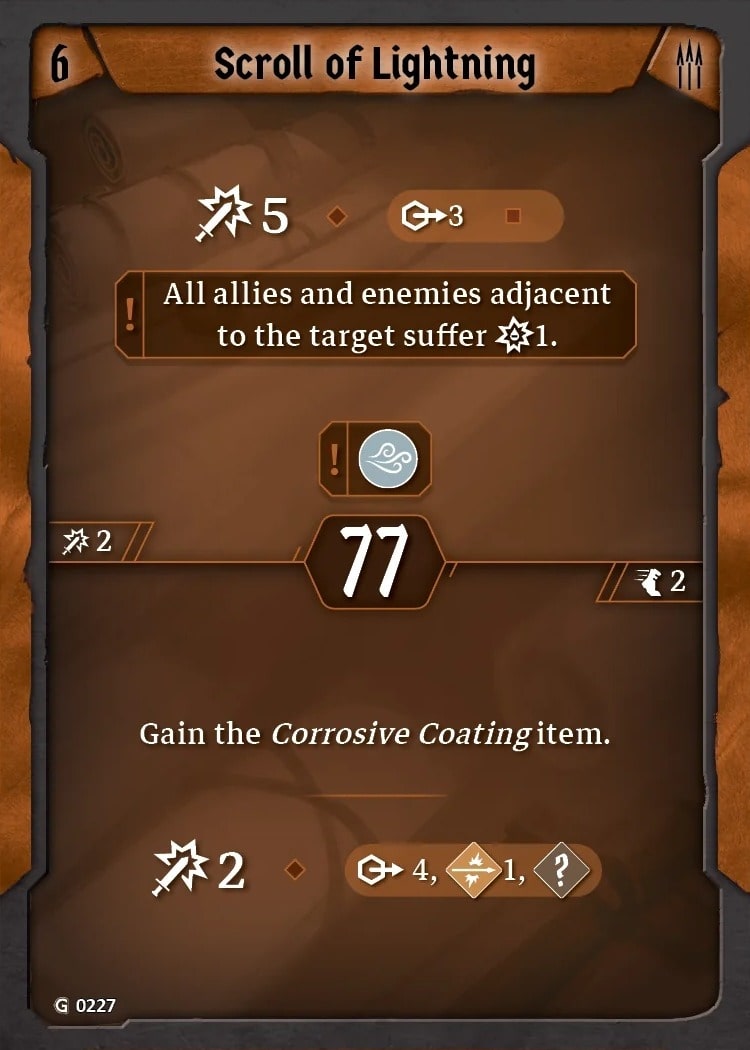 6
Scroll of Lightning
5
3
!
All allies and enemies adjacent
to the target suffer 1.
!
2
77
2
Gain the Corrosive Coating item.
2
4, 1, ?
G 0227